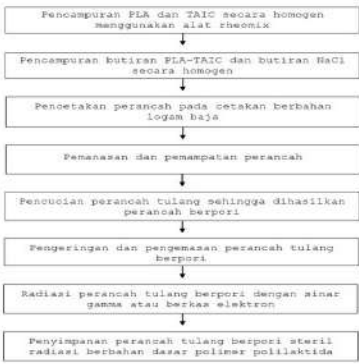 Pencampuran PLA dan TAIC secara homogen
menggunakan alat rheomix
Pencampuran butiran PLA-TAIC dan butiran NaCl
secara homogen
Pencetakan perancah pada cetakan berbahan
logam baja
Pemanasan dan pemampatan perancah
Pencucian perancah tulang sehingga dihasilkan
perancah berpori
Pengeringan dan pengemasan perancah tulang
berpori
Radiasi perancah tulang berpori dengan sinar
gamma atau berkas elektron
Penyimpanan perancah tulang berpori steril
radiasi berbahan dasar polimer polilaktida